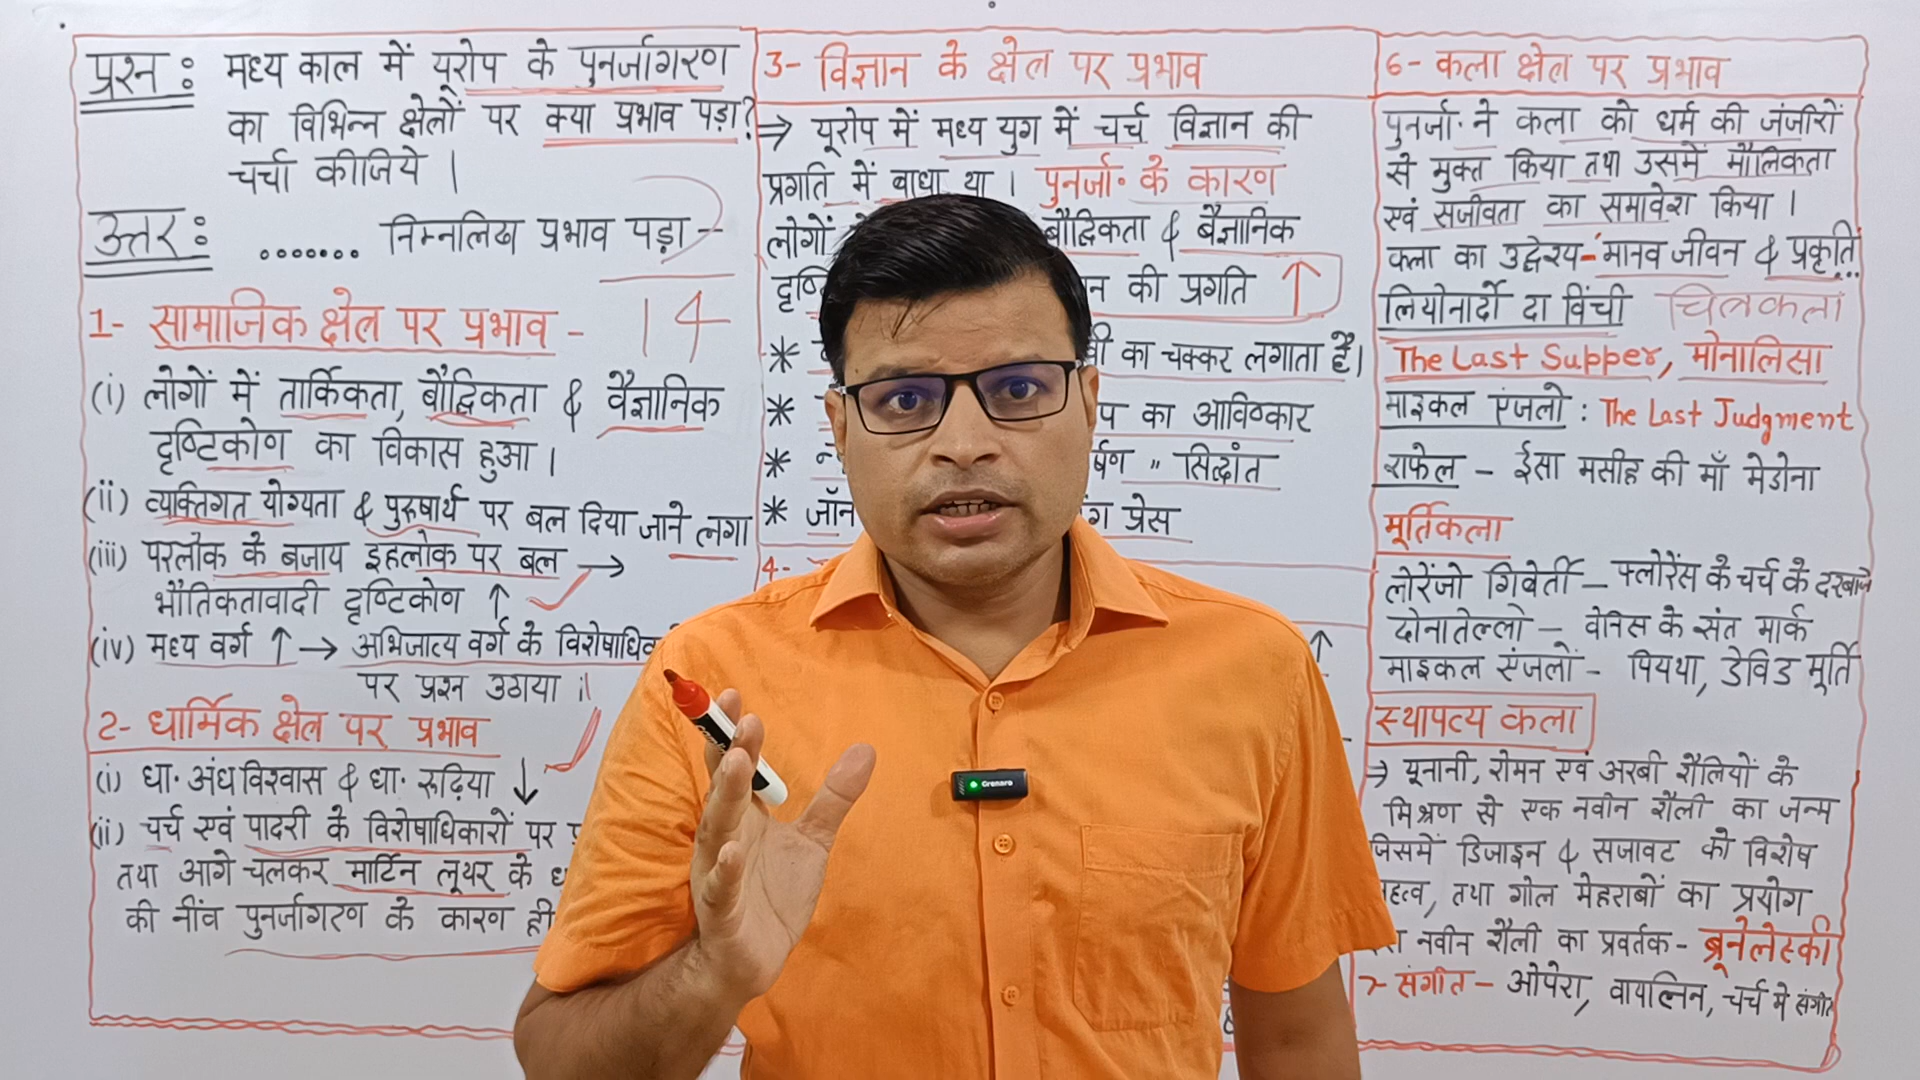 प्रश्न : मध्य काल में यूरोप के पुनर्जागरण
का विभिन्न क्षेत्रों पर क्या प्रभाव पड़ा?
चर्चा कीजिये ।
उत्तर : ....... निम्नलिख प्रभाव पड़ा -
14
1- सामाजिक क्षेत्र पर प्रभाव -
(i) लोगों में तार्किकता, बौद्धिकता & वैज्ञानिक
दृष्टिकोण का विकास हुआ ।
(ii) व्यक्तिगत योग्यता & पुरुषार्थ पर बल दिया जाने लगा
(iii) परलोक के बजाय इहलोक पर बल →
भौतिकतावादी दृष्टिकोण ↑
(iv) मध्य वर्ग ↑ → अभिजात्य वर्ग के
पर प्रश्न उठाया ।
2- धार्मिक क्षेत्र पर प्रभाव
(i) धा॰ अंधविश्वास & धा॰ रूढ़िया ↓
(ii) चर्च एवं पादरी के विशेषाधिकारों पर
तथा आगे चलकर मार्टिन लूथर के
की नींव पुनर्जागरण के कारण ही
3- विज्ञान के क्षेत्र पर प्रभाव
⇒ यूरोप में मध्य युग में चर्च विज्ञान की
प्रगति में बाधा था । पुनर्जा॰ के कारण
लोगों बौद्धिकता & वैज्ञानिक
की प्रगति ↑
* का चक्कर लगाता है।
* का आविष्कार
* " सिद्धांत
* जॉन प्रेस
4-
6- कला क्षेत्र पर प्रभाव
पुनर्जा॰ ने कला को धर्म की जंजीरों
से मुक्त किया तथा उसमें मौलिकता
एवं सजीवता का समावेश किया ।
कला का उद्देश्य - मानव जीवन & प्रकृति...
लियोनार्दो दा विंची चित्रकला
The Last Supper, मोनालिसा
माइकल एंजलो : The Last Judgment
राफेल - ईसा मसीह की माँ मेडोना
मूर्तिकला
लोरेंजो गिबेर्ती - फ्लोरेंस के चर्च के दरबाजे
दोनातेल्लो - वेनिस के संत मार्क
माइकल एंजलों - पियथा, डेविड मूर्ति
स्थापत्य कला
→ यूनानी, रोमन एवं अरबी शैलियों के
मिश्रण से एक नवीन शैली का जन्म
जिसमें डिजाइन & सजावट को विशेष
तथा गोल मेहराबों का प्रयोग
नवीन शैली का प्रवर्तक - ब्रूनेलेस्की
7- संगीत - ओपेरा, वायलिन, चर्च में संगीत
Grenaro